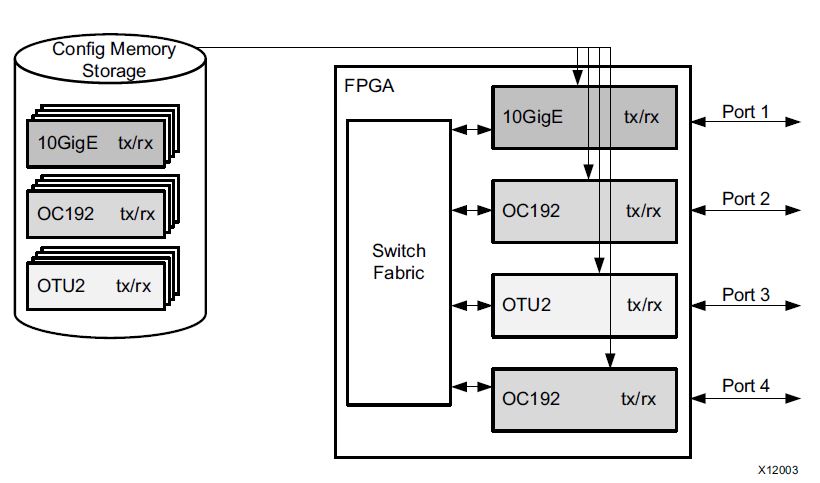 Config Memory
Storage
10GigE tx/rx
OC192 tx/rx
OTU2 tx/rx
FPGA
Switch
Fabric
10GigE tx/rx
OC192 tx/rx
OTU2 tx/rx
OC192 tx/rx
Port 1
Port 2
Port 3
Port 4
X12003